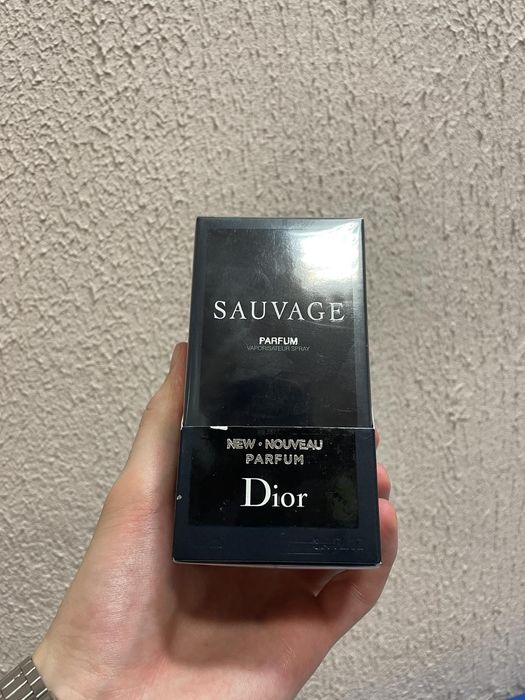 SAUVAGE
PARFUM
VAPORISATEUR SPRAY
NEW • NOUVEAU
PARFUM
Dior